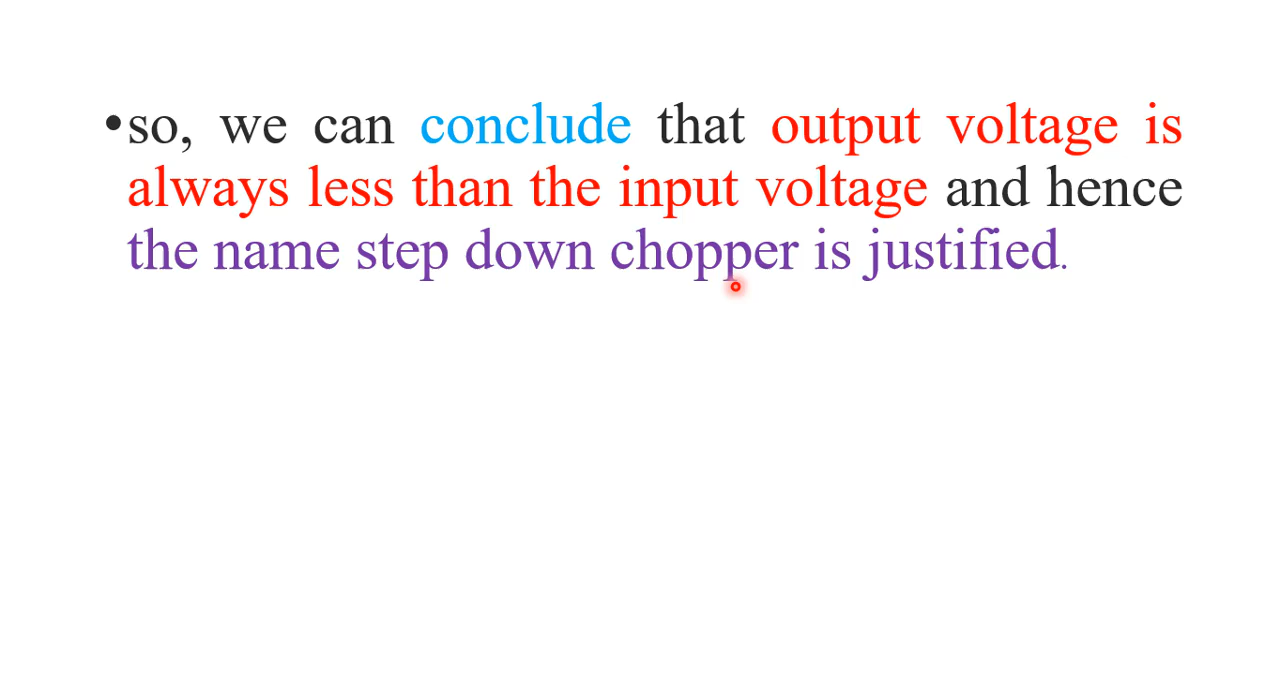 •so, we can conclude that output voltage is
always less than the input voltage and hence
the name step down chopper is justified.